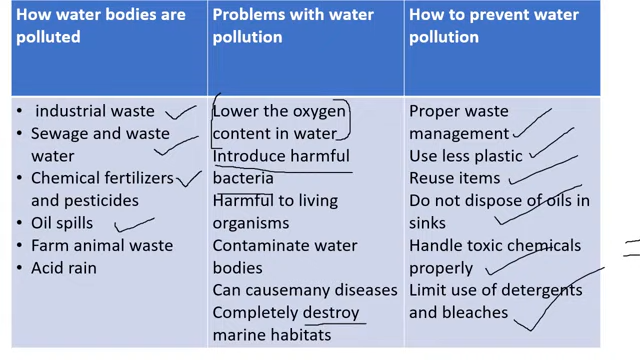 How water bodies are
polluted
Problems with water
pollution
How to prevent water
pollution
• industrial waste
• Sewage and waste
water
• Chemical fertilizers
and pesticides
• Oil spills
• Farm animal waste
• Acid rain
Lower the oxygen
content in water
Introduce harmful
bacteria
Harmful to living
organisms
Contaminate water
bodies
Can causemany diseases
Completely destroy
marine habitats
Proper waste
management
Use less plastic
Reuse items
Do not dispose of oils in
sinks
Handle toxic chemicals
properly
Limit use of detergents
and bleaches